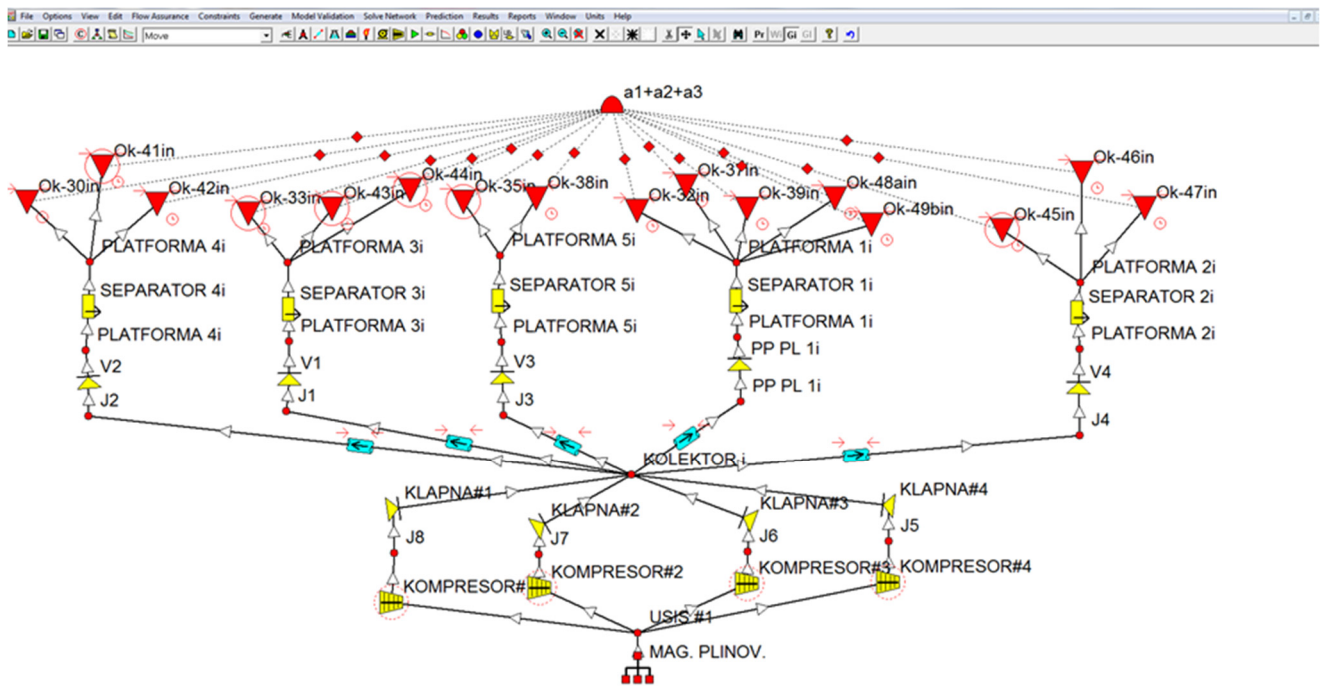 File Options View Edit Flow Assurance Constraints Generate Model Validation Solve Network Prediction Results Reports Window Units Help
Move
Pr Wi Gi GI
a1+a2+a3
Ok-41in
Ok-30in
Ok-42in
Ok-33in
Ok-43in
Ok-44in
Ok-35in
Ok-38in
Ok-32in
Ok-37in
Ok-39in
Ok-48ain
Ok-49bin
Ok-46in
Ok-45in
Ok-47in
PLATFORMA 4i
PLATFORMA 3i
PLATFORMA 5i
PLATFORMA 1i
PLATFORMA 2i
SEPARATOR 4i
SEPARATOR 3i
SEPARATOR 5i
SEPARATOR 1i
SEPARATOR 2i
PLATFORMA 4i
PLATFORMA 3i
PLATFORMA 5i
PLATFORMA 1i
PLATFORMA 2i
V2
V1
V3
PP PL 1i
V4
J2
J1
J3
PP PL 1i
J4
KOLEKTOR i
KLAPNA#1
KLAPNA#2
KLAPNA#3
KLAPNA#4
J8
J7
J6
J5
KOMPRESOR#
KOMPRESOR#2
KOMPRESOR#3
KOMPRESOR#4
USIS #1
MAG. PLINOV.